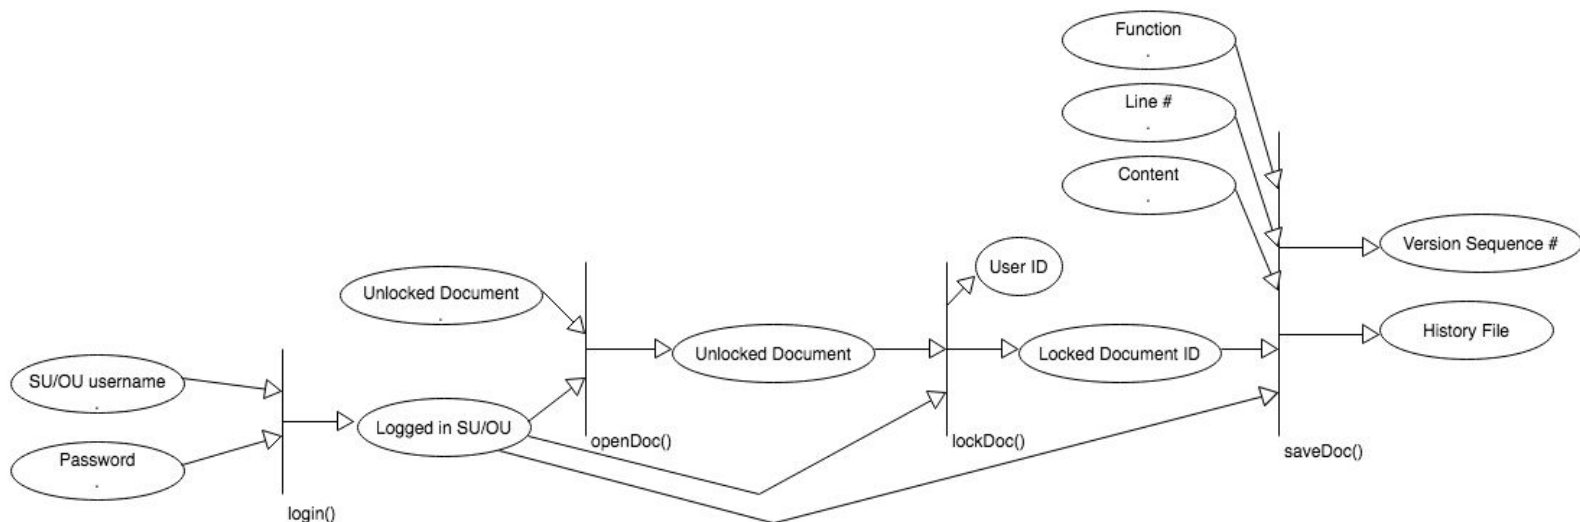 Function
.
Line #
.
Content
.
Version Sequence #
User ID
Unlocked Document
.
History File
Unlocked Document
Locked Document ID
SU/OU username
.
Logged in SU/OU
openDoc()
lockDoc()
saveDoc()
Password
.
login()